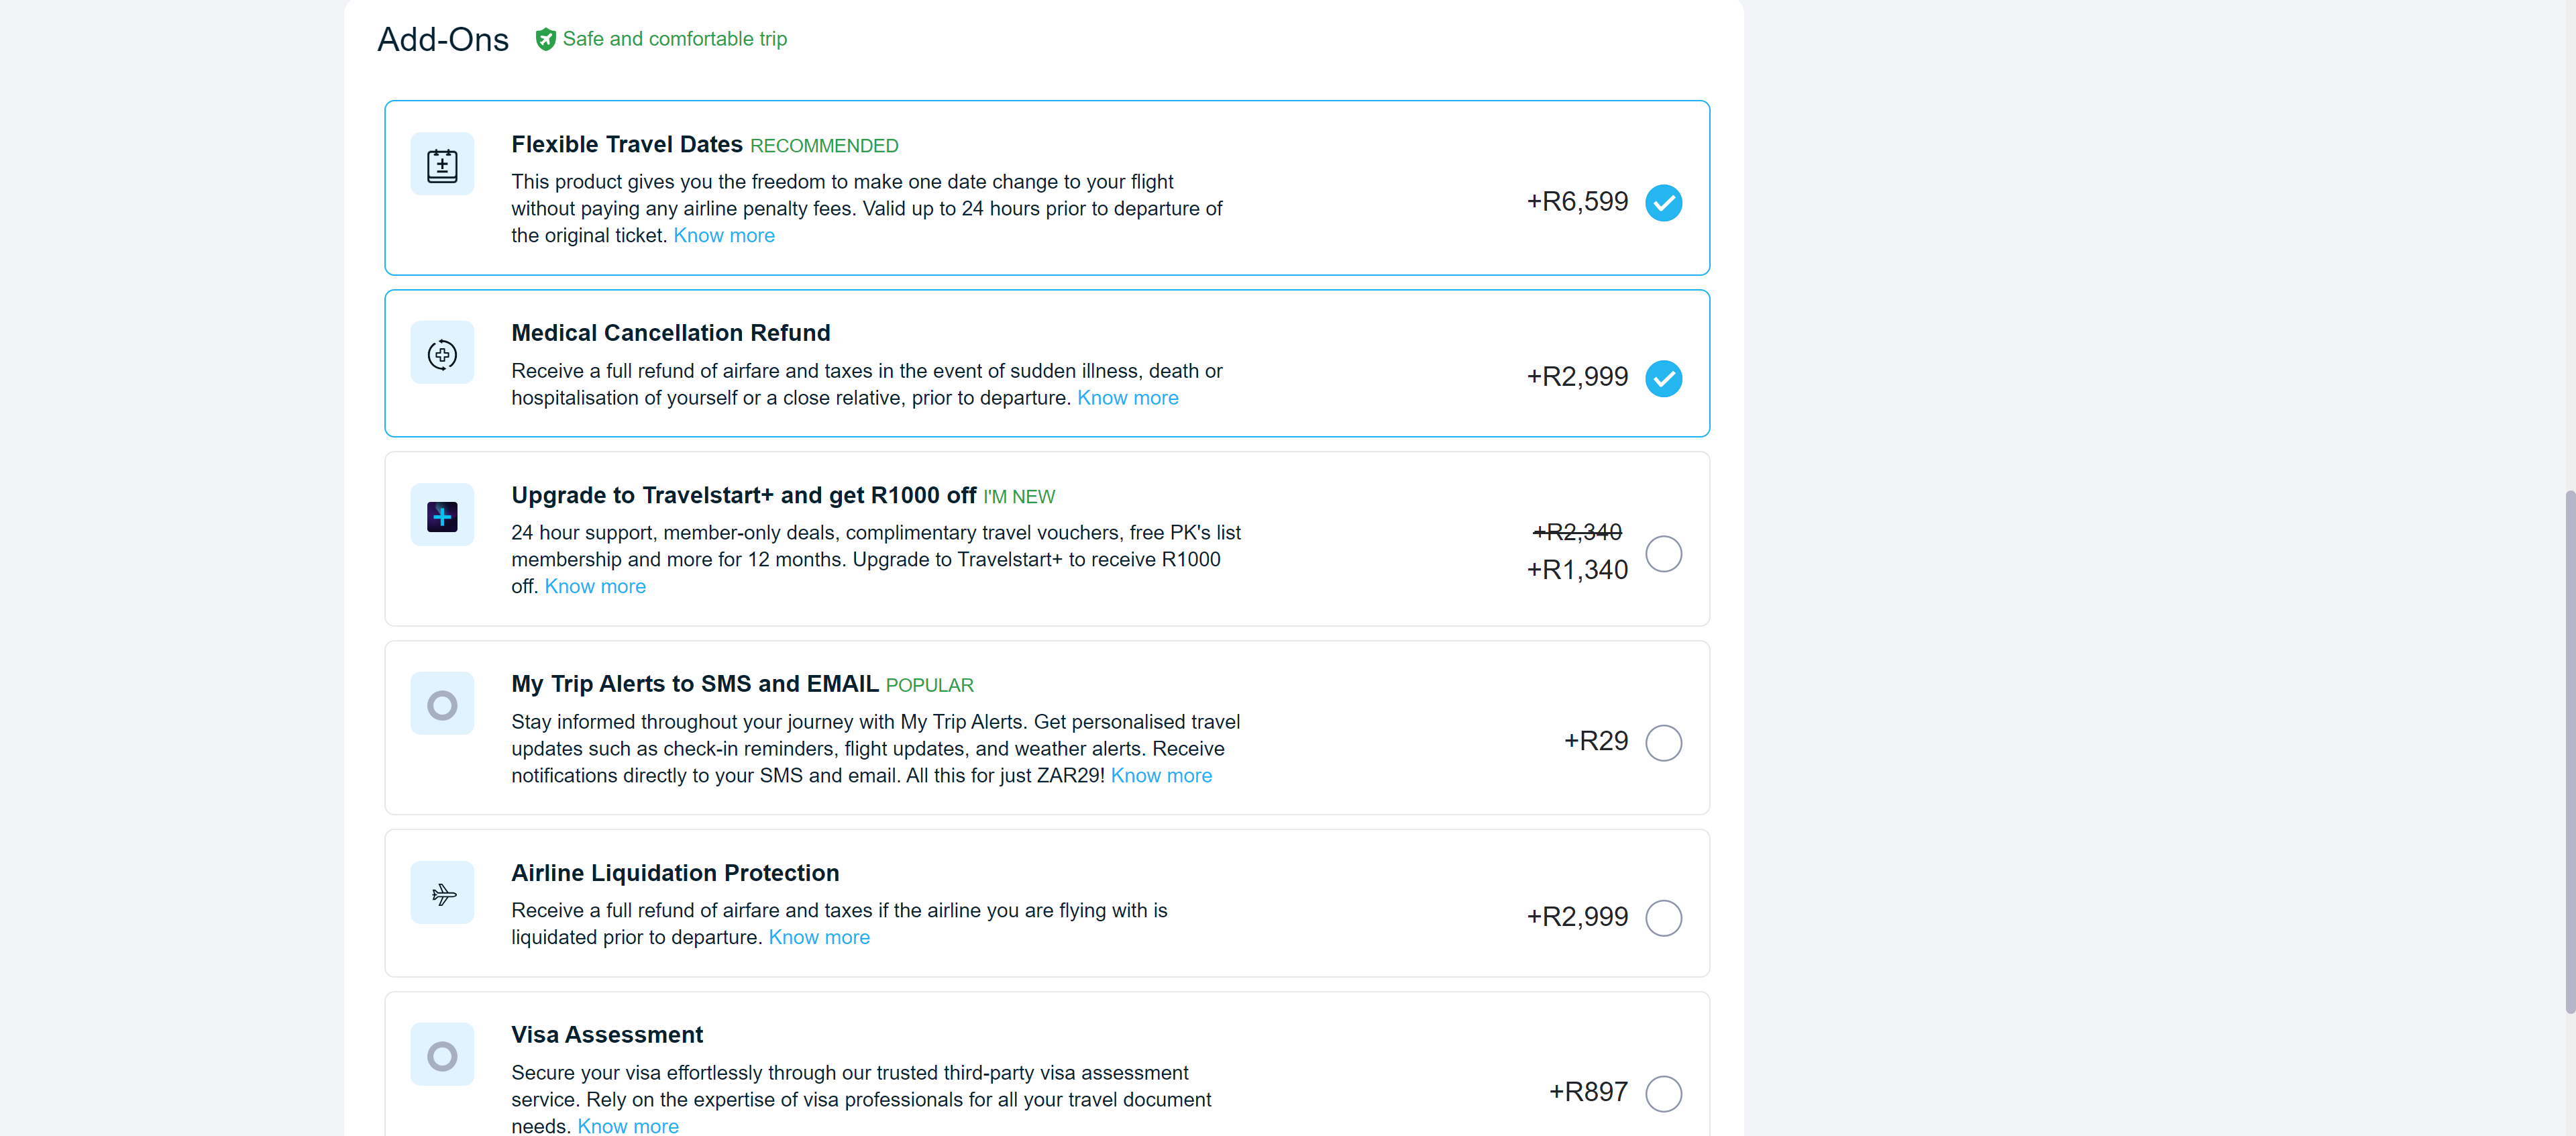 Add-Ons Safe and comfortable trip
Flexible Travel Dates RECOMMENDED
This product gives you the freedom to make one date change to your flight
without paying any airline penalty fees. Valid up to 24 hours prior to departure of
the original ticket. Know more
+R6,599
Medical Cancellation Refund
Receive a full refund of airfare and taxes in the event of sudden illness, death or
hospitalisation of yourself or a close relative, prior to departure. Know more
+R2,999
Upgrade to Travelstart+ and get R1000 off I'M NEW
24 hour support, member-only deals, complimentary travel vouchers, free PK's list
membership and more for 12 months. Upgrade to Travelstart+ to receive R1000
off. Know more
+R2,340
+R1,340
My Trip Alerts to SMS and EMAIL POPULAR
Stay informed throughout your journey with My Trip Alerts. Get personalised travel
updates such as check-in reminders, flight updates, and weather alerts. Receive
notifications directly to your SMS and email. All this for just ZAR29! Know more
+R29
Airline Liquidation Protection
Receive a full refund of airfare and taxes if the airline you are flying with is
liquidated prior to departure. Know more
+R2,999
Visa Assessment
Secure your visa effortlessly through our trusted third-party visa assessment
service. Rely on the expertise of visa professionals for all your travel document
needs. Know more
+R897